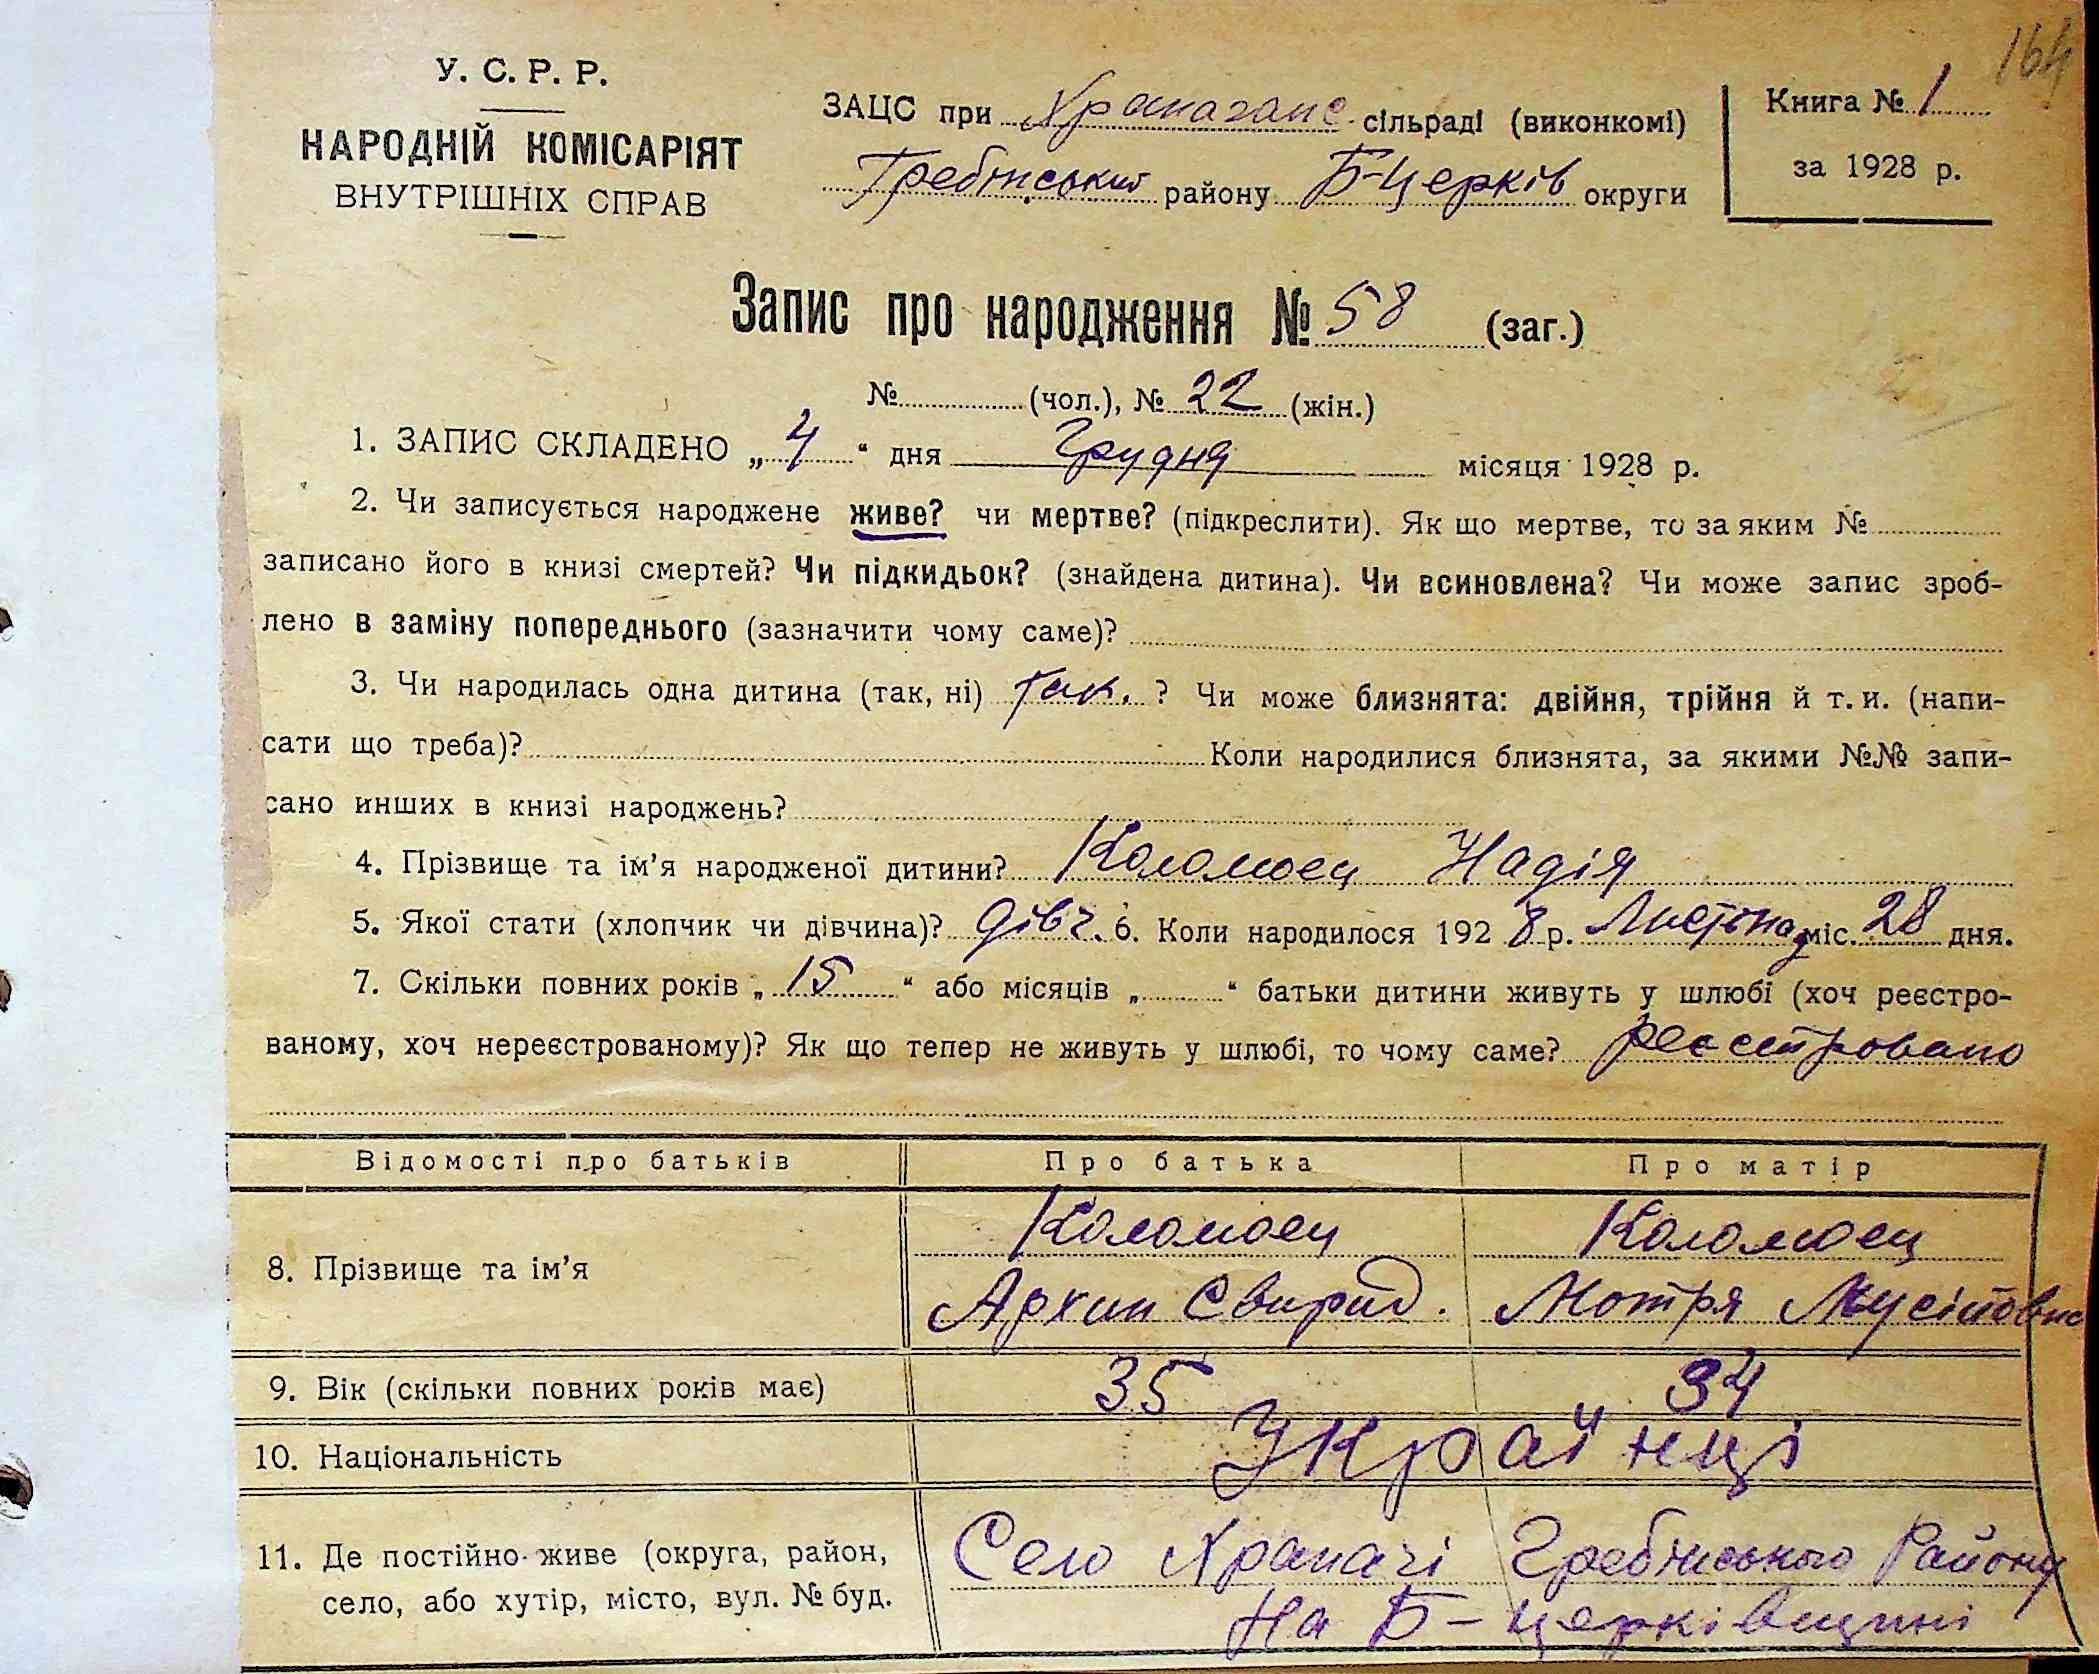 164
У. С. Р. Р.
НАРОДНІЙ КОМІСАРІЯТ
ВНУТРІШНІХ СПРАВ
ЗАЦС при Храпачанс. сільраді (виконкомі)
Гребінський району Б-Церків округи
Книга № 1
за 1928 р.
Запис про народження № 58 (заг.)
№ (чол.), № 22 (жін.)
1. ЗАПИС СКЛАДЕНО „4“ дня Грудня місяця 1928 р.
2. Чи записується народжене живе? чи мертве? (підкреслити). Як що мертве, то за яким №
записано його в книзі смертей? Чи підкидьок? (знайдена дитина). Чи всиновлена? Чи може запис зроб-
лено в заміну попереднього (зазначити чому саме)?
3. Чи народилась одна дитина (так, ні) так. ? Чи може близнята: двійня, трійня й т. и. (напи-
сати що треба)? Коли народилися близнята, за якими №№ запи-
сано инших в книзі народжень?
4. Прізвище та ім’я народженої дитини? Коломоец Надія
5. Якої стати (хлопчик чи дівчина)? дівч. 6. Коли народилося 1928 р. Листопад міс. 28 дня.
7. Скільки повних років „15“ або місяців „ “ батьки дитини живуть у шлюбі (хоч реєстро-
ваному, хоч нереєстрованому)? Як що тепер не живуть у шлюбі, то чому саме? реєстровано
Відомості про батьків Про батька Про матір
8. Прізвище та ім’я
Коломоец Коломоец
Архип Свирид. Мотря Мусіповн
9. Вік (скільки повних років має) 35 34
10. Національність Українці
11. Де постійно живе (округа, район,
село, або хутір, місто, вул. № буд.
Село Храпачі Гребінського Району
На Б-церківщині